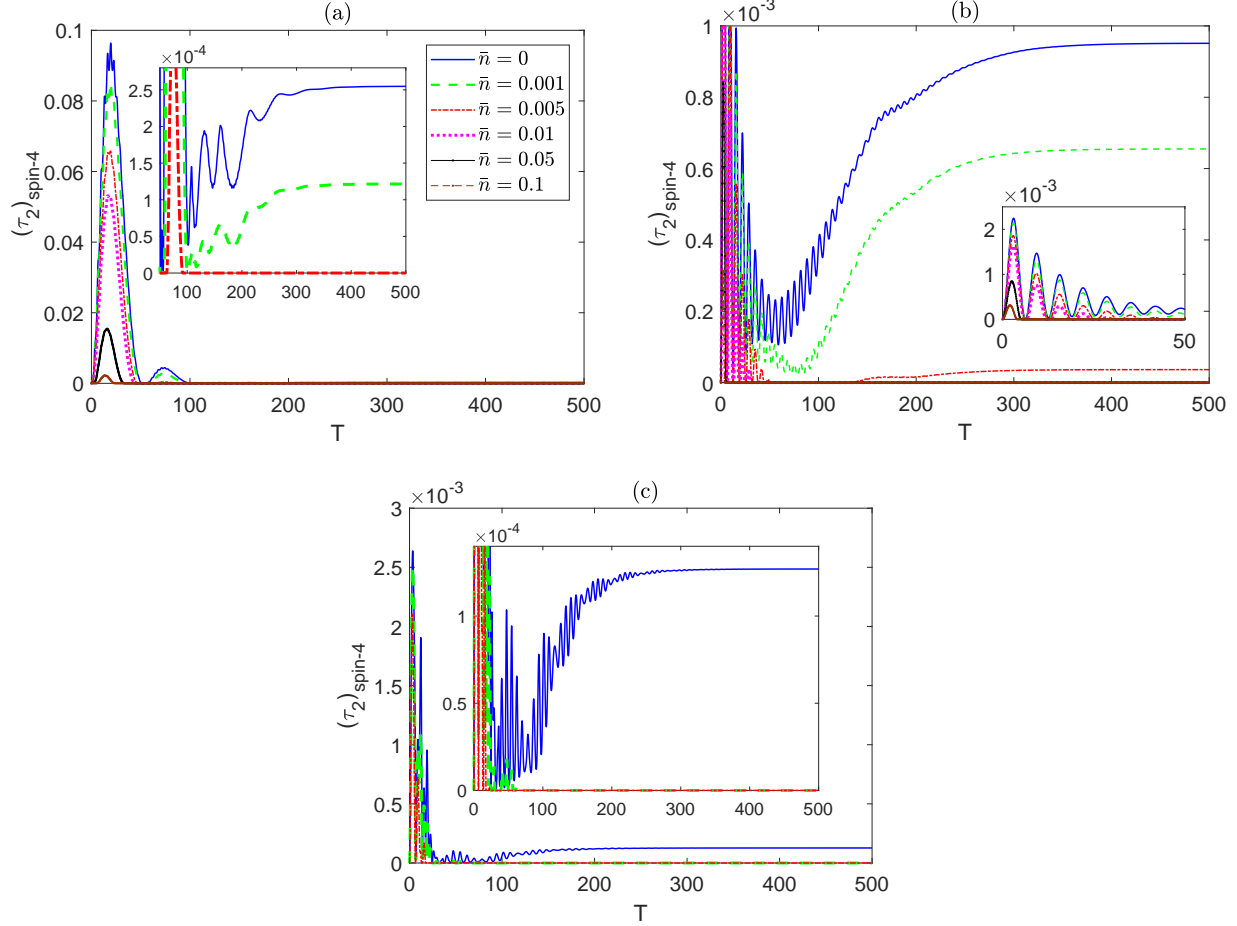 (a)
0.1
0.08
0.06
0.04
0.02
0
0 100 200 300 400 500
T
(τ₂)spin-4
×10⁻⁴
2.5
2
1.5
1
0.5
0
100 200 300 400 500
n̄ = 0
n̄ = 0.001
n̄ = 0.005
n̄ = 0.01
n̄ = 0.05
n̄ = 0.1
(b)
×10⁻³
1
0.8
0.6
0.4
0.2
0
0 100 200 300 400 500
T
(τ₂)spin-4
×10⁻³
2
1
0
0 50
(c)
×10⁻³
3
2.5
2
1.5
1
0.5
0
0 100 200 300 400 500
T
(τ₂)spin-4
×10⁻⁴
1
0.5
0
0 100 200 300 400 500